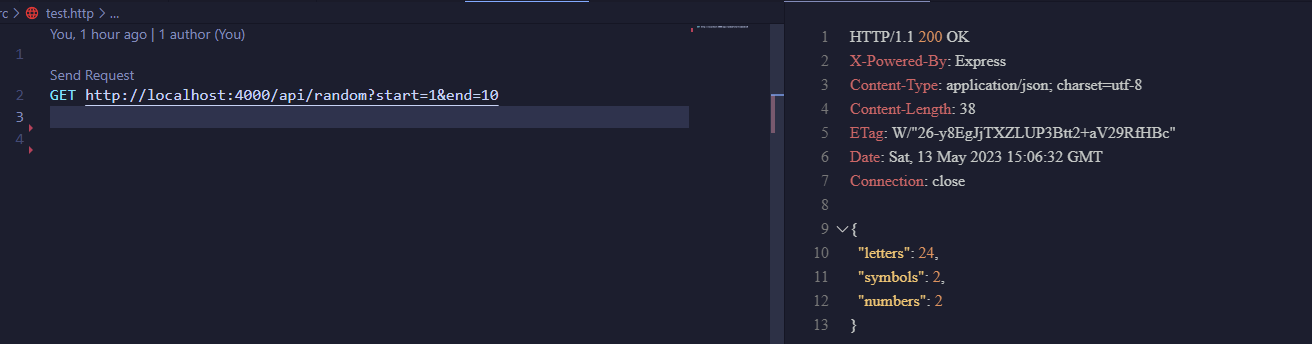 rc > test.http > ...
You, 1 hour ago | 1 author (You)
1
Send Request
2 GET http://localhost:4000/api/random?start=1&end=10
3
4
1 HTTP/1.1 200 OK
2 X-Powered-By: Express
3 Content-Type: application/json; charset=utf-8
4 Content-Length: 38
5 ETag: W/"26-y8EgJjTXZLUP3Btt2+aV29RfHBc"
6 Date: Sat, 13 May 2023 15:06:32 GMT
7 Connection: close
8
9 {
10 "letters": 24,
11 "symbols": 2,
12 "numbers": 2
13 }